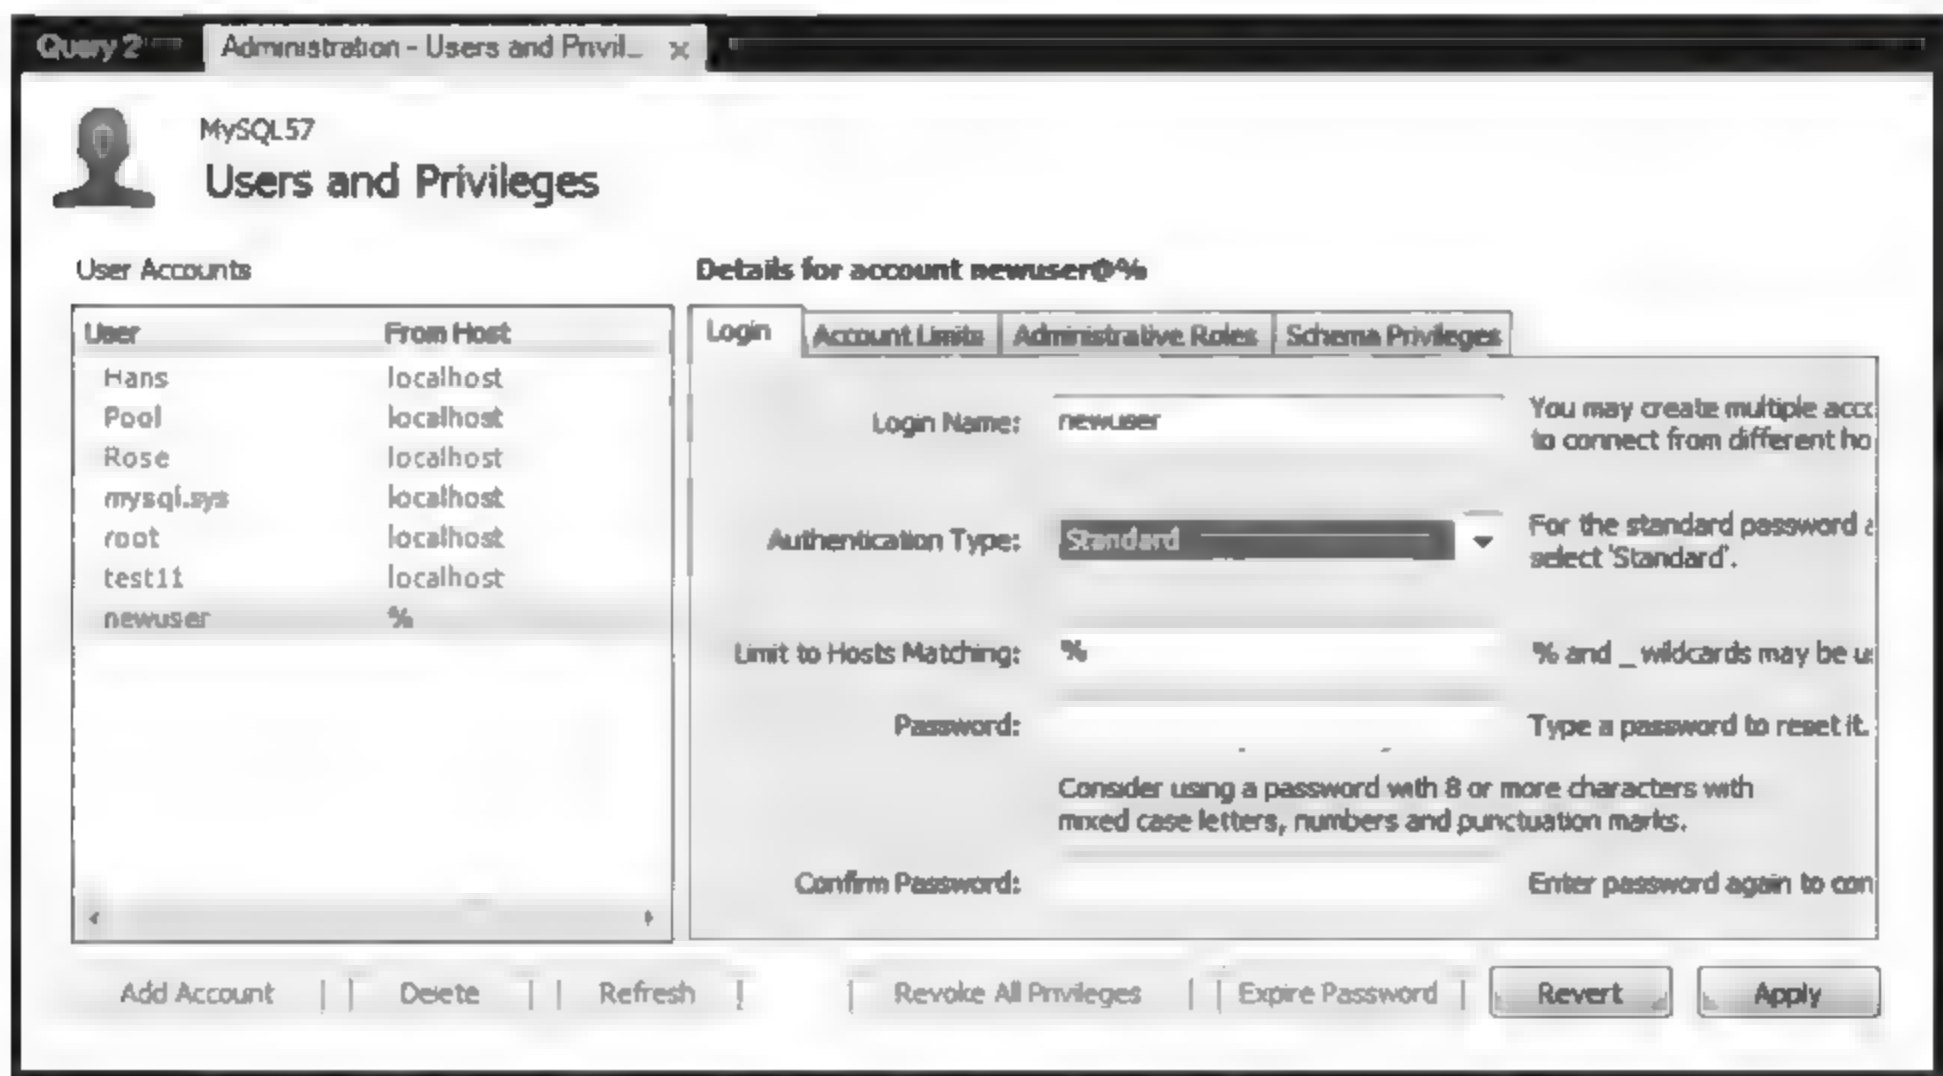 Query 2
Administration - Users and Privil... x
MySQL57
Users and Privileges
User Accounts
User From Host
Hans localhost
Pool localhost
Rose localhost
mysql.sys localhost
root localhost
test11 localhost
newuser %
Details for account newuser@%
Login Account Limits Administrative Roles Schema Privileges
Login Name: newuser
You may create multiple acco
to connect from different ho
Authentication Type: Standard
For the standard password a
select 'Standard'.
Limit to Hosts Matching: %
% and _ wildcards may be us
Password:
Type a password to reset it.
Consider using a password with 8 or more characters with
mixed case letters, numbers and punctuation marks.
Confirm Password:
Enter password again to con
Add Account Delete Refresh Revoke All Privileges Expire Password Revert Apply